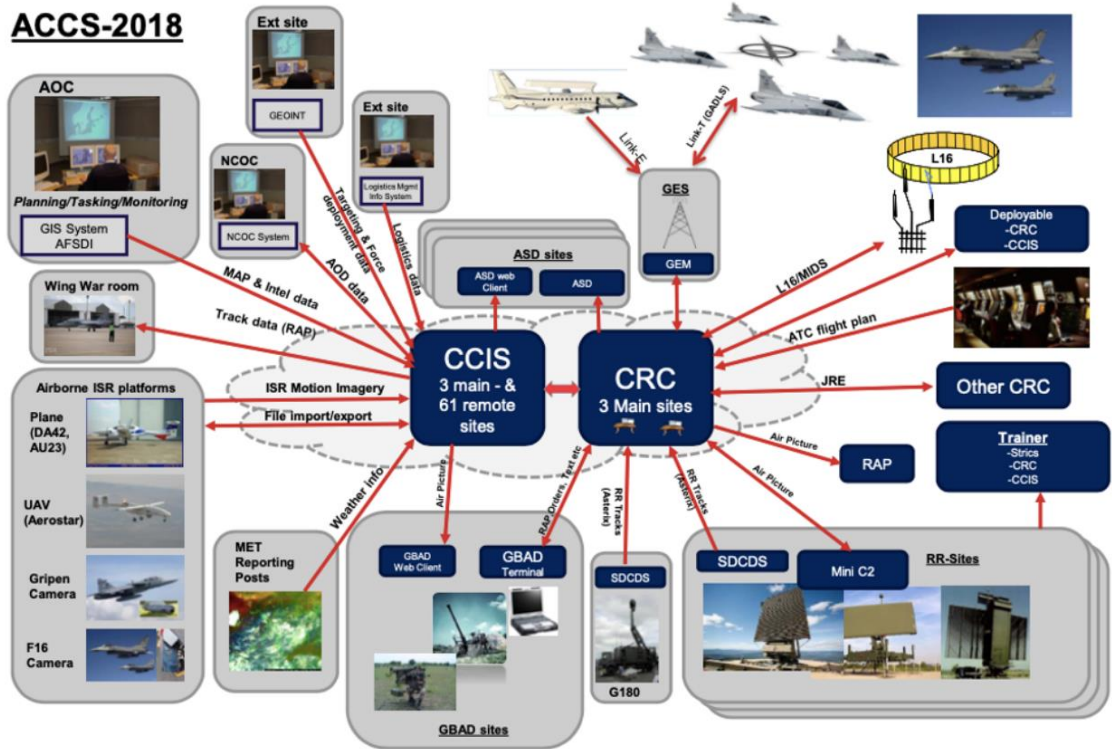 ACCS-2018
Ext site
GEOINT
AOC
Planning/Tasking/Monitoring
GIS System
AFSDI
NCOC
NCOC System
Ext site
Logistics Mgmt
Info System
Targeting & Force
deployment data
Logistics data
AOD data
MAP & Intel data
Track data (RAP)
Wing War room
ASD sites
ASD web
Client
ASD
Link-E
Link-T (GADLS)
GES
GEM
L16
L16/MIDS
Deployable
-CRC
-CCIS
ATC flight plan
JRE
Other CRC
CCIS
3 main - &
61 remote
sites
CRC
3 Main sites
Airborne ISR platforms
Plane
(DA42,
AU23)
UAV
(Aerostar)
Gripen
Camera
F16
Camera
ISR Motion Imagery
File import/export
Weather info
MET
Reporting
Posts
Air Picture
RAP,Orders, Text etc
GBAD
Web Client
GBAD
Terminal
GBAD sites
RR Tracks
(Asterix)
SDCDS
G180
RR Tracks
(Asterix)
Air Picture
Air Picture
RAP
Trainer
-Strics
-CRC
-CCIS
SDCDS
Mini C2
RR-Sites